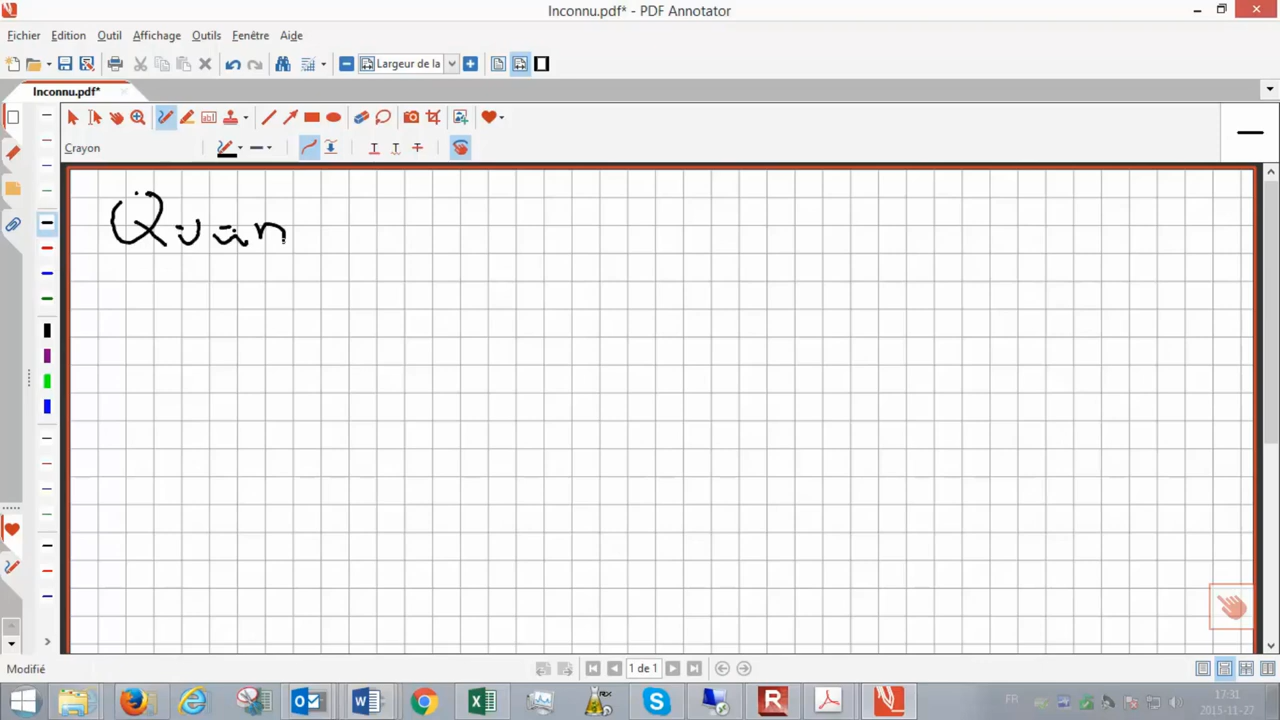 Inconnu.pdf* - PDF Annotator
Fichier Edition Outil Affichage Outils Fenêtre Aide
Largeur de la
Inconnu.pdf*
Crayon
Quan
1 de 1
Modifié
FR 17:31
2015-11-27